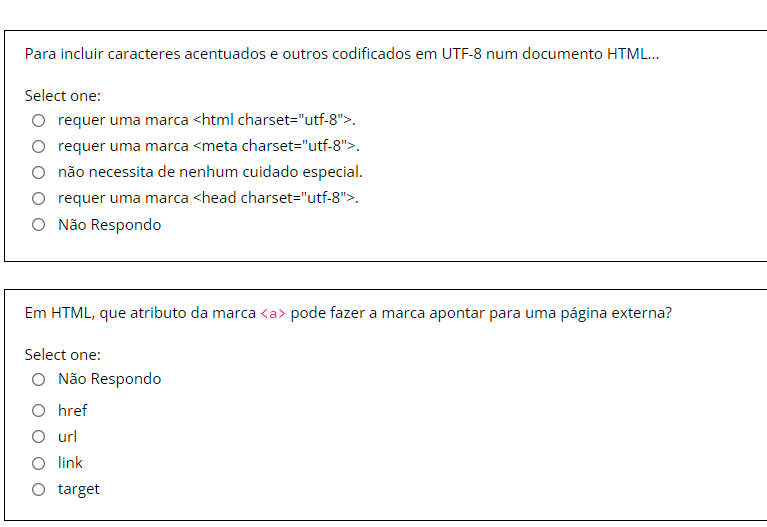 Para incluir caracteres acentuados e outros codificados em UTF-8 num documento HTML...
Select one:
requer uma marca <html charset="utf-8">.
requer uma marca <meta charset="utf-8">.
não necessita de nenhum cuidado especial.
requer uma marca <head charset="utf-8">.
Não Respondo
Em HTML, que atributo da marca <a> pode fazer a marca apontar para uma página externa?
Select one:
Não Respondo
href
url
link
target